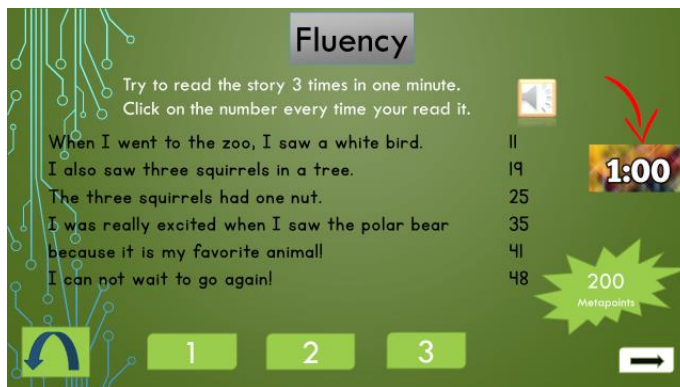 Fluency
Try to read the story 3 times in one minute.
Click on the number every time your read it.
1:00
When I went to the zoo, I saw a white bird. 11
I also saw three squirrels in a tree. 19
The three squirrels had one nut. 25
I was really excited when I saw the polar bear 35
because it is my favorite animal! 41
I can not wait to go again! 48
200
Metapoints
1 2 3